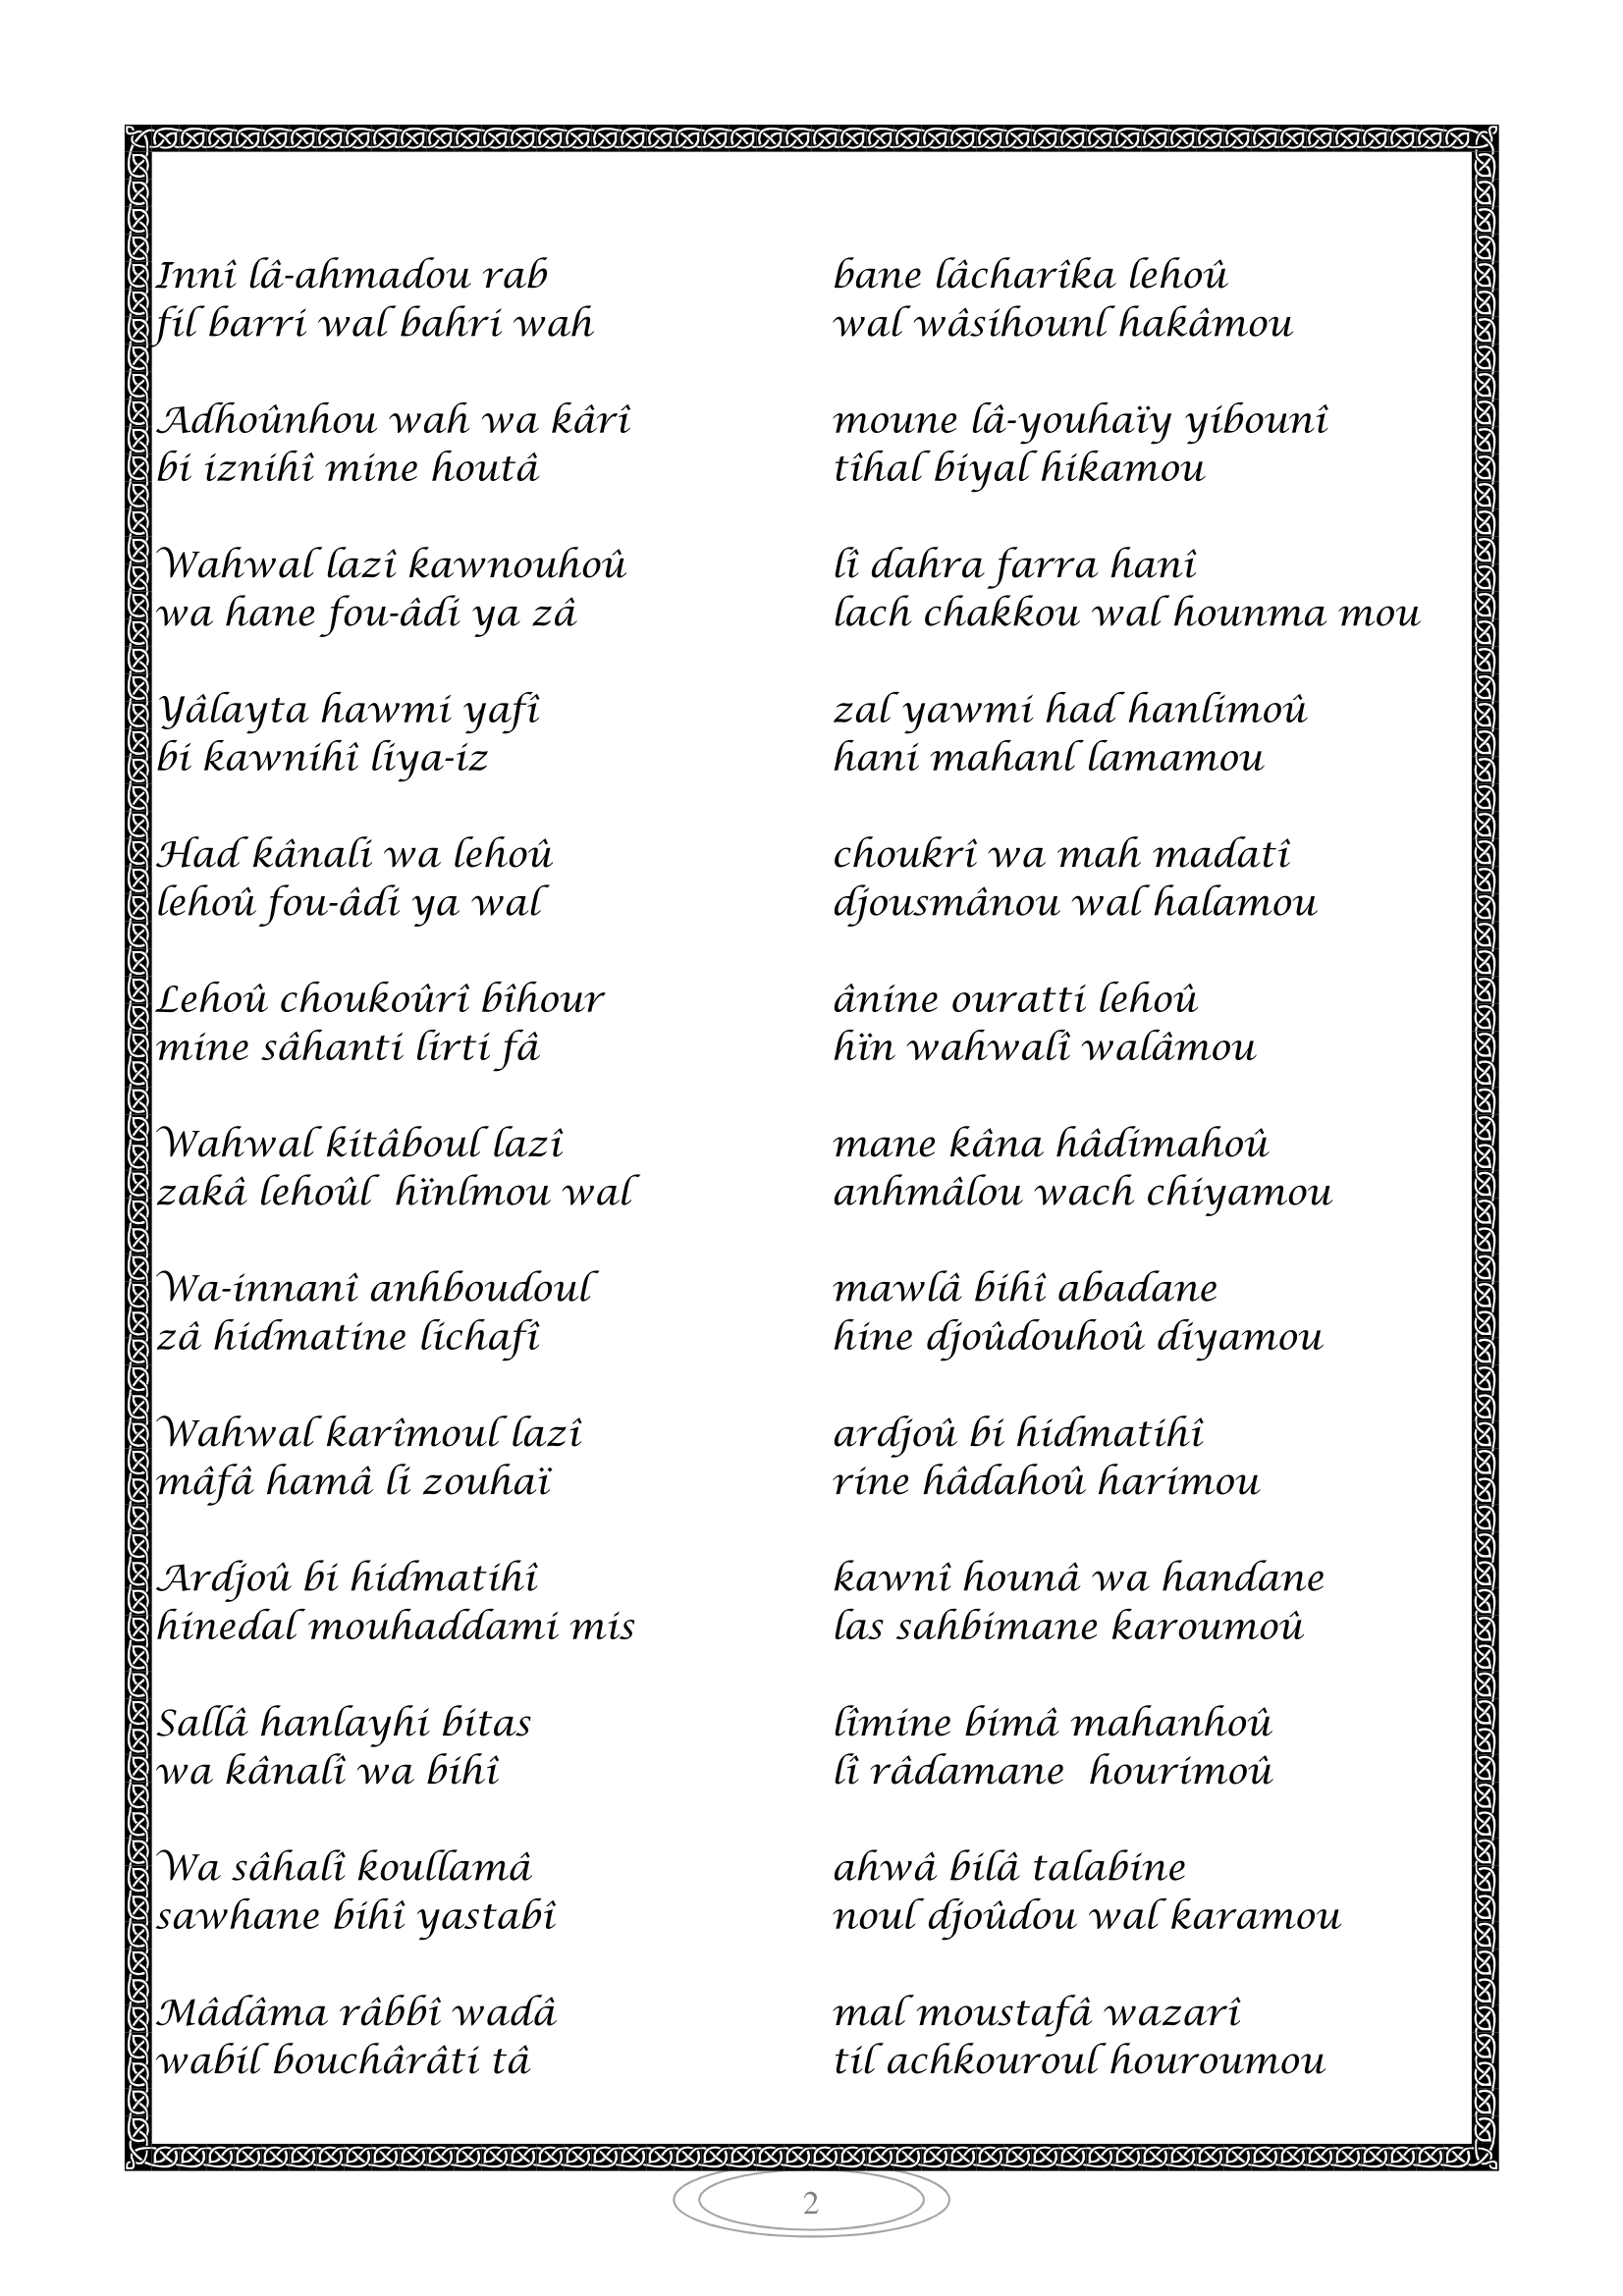 Innî lâ-ahmadou rab bane lâcharîka lehoû
fil barri wal bahri wah wal wâsihounl hakâmou
Adhoûnhou wah wa kârî moune lâ-youhaïy yibounî
bi iznihî mine houtâ tîhal biyal hikamou
Wahwal lazî kawnouhoû lî dahra farra hanî
wa hane fou-âdi ya zâ lach chakkou wal hounma mou
Yâlayta hawmi yafî zal yawmi had hanlimoû
bi kawnihî liya-iz hani mahanl lamamou
Had kânali wa lehoû choukrî wa mah madatî
lehoû fou-âdi ya wal djousmânou wal halamou
Lehoû choukoûrî bîhour ânine ouratti lehoû
mine sâhanti lirti fâ hïn wahwalî walâmou
Wahwal kitâboul lazî mane kâna hâdimahoû
zakâ lehoûl hïnlmou wal anhmâlou wach chiyamou
Wa-innanî anhboudoul mawlâ bihî abadane
zâ hidmatine lichafî hine djoûdouhoû diyamou
Wahwal karîmoul lazî ardjoû bi hidmatihî
mâfâ hamâ li zouhaï rine hâdahoû harimou
Ardjoû bi hidmatihî kawnî hounâ wa handane
hinedal mouhaddami mis las sahbimane karoumoû
Sallâ hanlayhi bitas lîmine bimâ mahanhoû
wa kânalî wa bihî lî râdamane hourimoû
Wa sâhalî koullamâ ahwâ bilâ talabine
sawhane bihî yastabî noul djoûdou wal karamou
Mâdâma râbbî wadâ mal moustafâ wazarî
wabil bouchârâti tâ til achkouroul houroumou
2